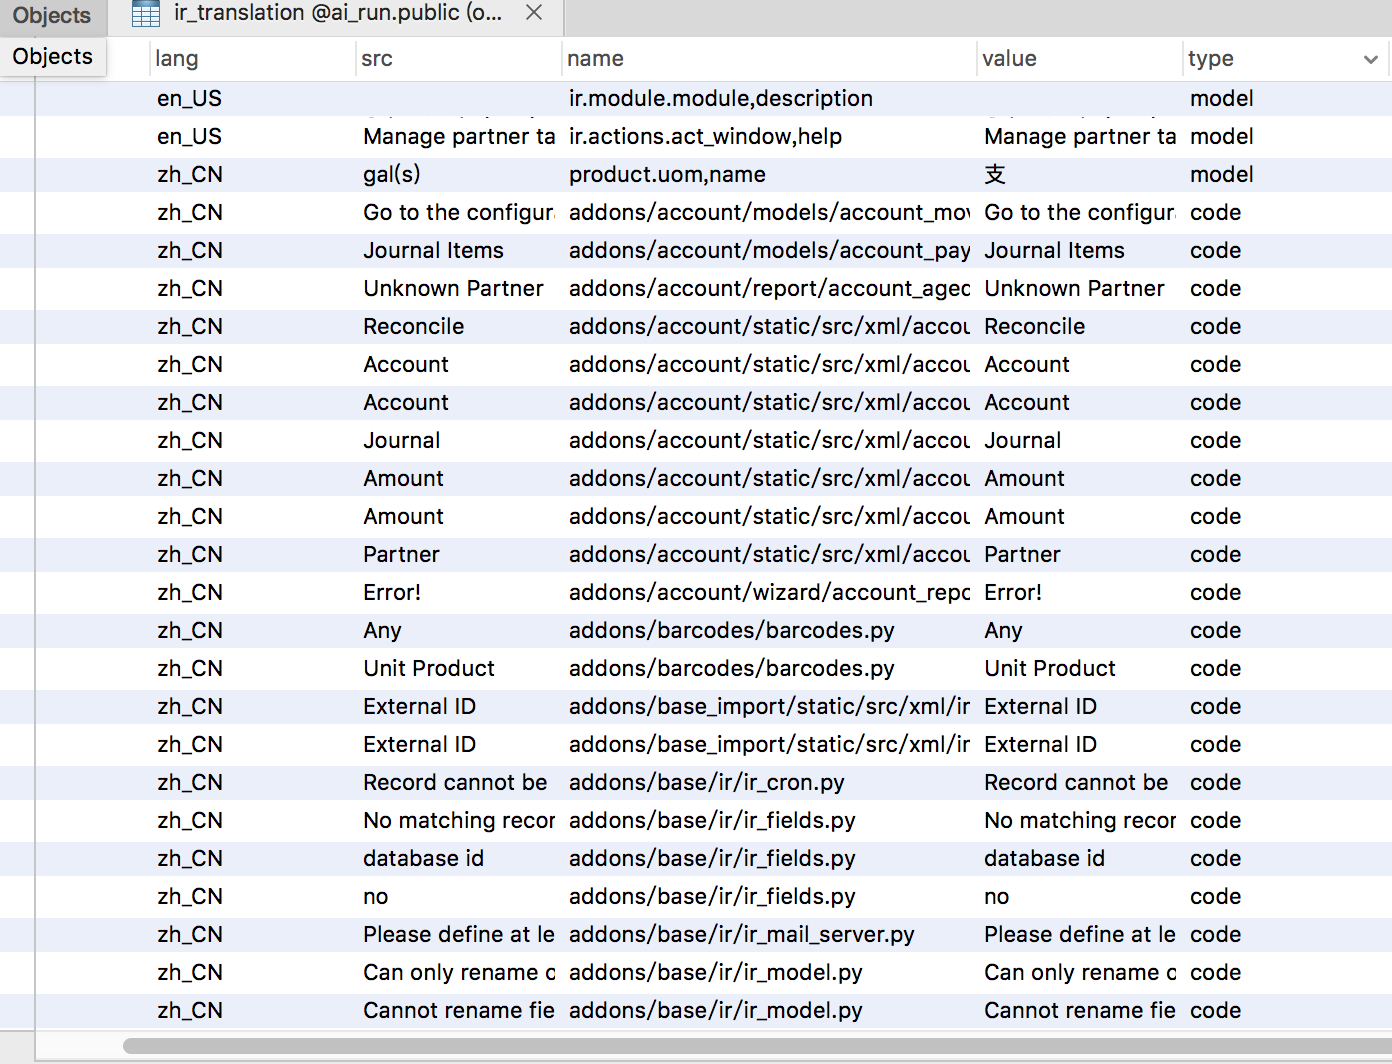 Objects ir_translation @ai_run.public (o...
Objects lang src name value type
en_US ir.module.module,description model
en_US Manage partner ta ir.actions.act_window,help Manage partner ta model
zh_CN gal(s) product.uom,name 支 model
zh_CN Go to the configur addons/account/models/account_mov Go to the configur code
zh_CN Journal Items addons/account/models/account_pay Journal Items code
zh_CN Unknown Partner addons/account/report/account_aged Unknown Partner code
zh_CN Reconcile addons/account/static/src/xml/accou Reconcile code
zh_CN Account addons/account/static/src/xml/accou Account code
zh_CN Account addons/account/static/src/xml/accou Account code
zh_CN Journal addons/account/static/src/xml/accou Journal code
zh_CN Amount addons/account/static/src/xml/accou Amount code
zh_CN Amount addons/account/static/src/xml/accou Amount code
zh_CN Partner addons/account/static/src/xml/accou Partner code
zh_CN Error! addons/account/wizard/account_repo Error! code
zh_CN Any addons/barcodes/barcodes.py Any code
zh_CN Unit Product addons/barcodes/barcodes.py Unit Product code
zh_CN External ID addons/base_import/static/src/xml/ir External ID code
zh_CN External ID addons/base_import/static/src/xml/ir External ID code
zh_CN Record cannot be addons/base/ir/ir_cron.py Record cannot be code
zh_CN No matching recor addons/base/ir/ir_fields.py No matching recor code
zh_CN database id addons/base/ir/ir_fields.py database id code
zh_CN no addons/base/ir/ir_fields.py no code
zh_CN Please define at le addons/base/ir/ir_mail_server.py Please define at le code
zh_CN Can only rename o addons/base/ir/ir_model.py Can only rename o code
zh_CN Cannot rename fie addons/base/ir/ir_model.py Cannot rename fie code